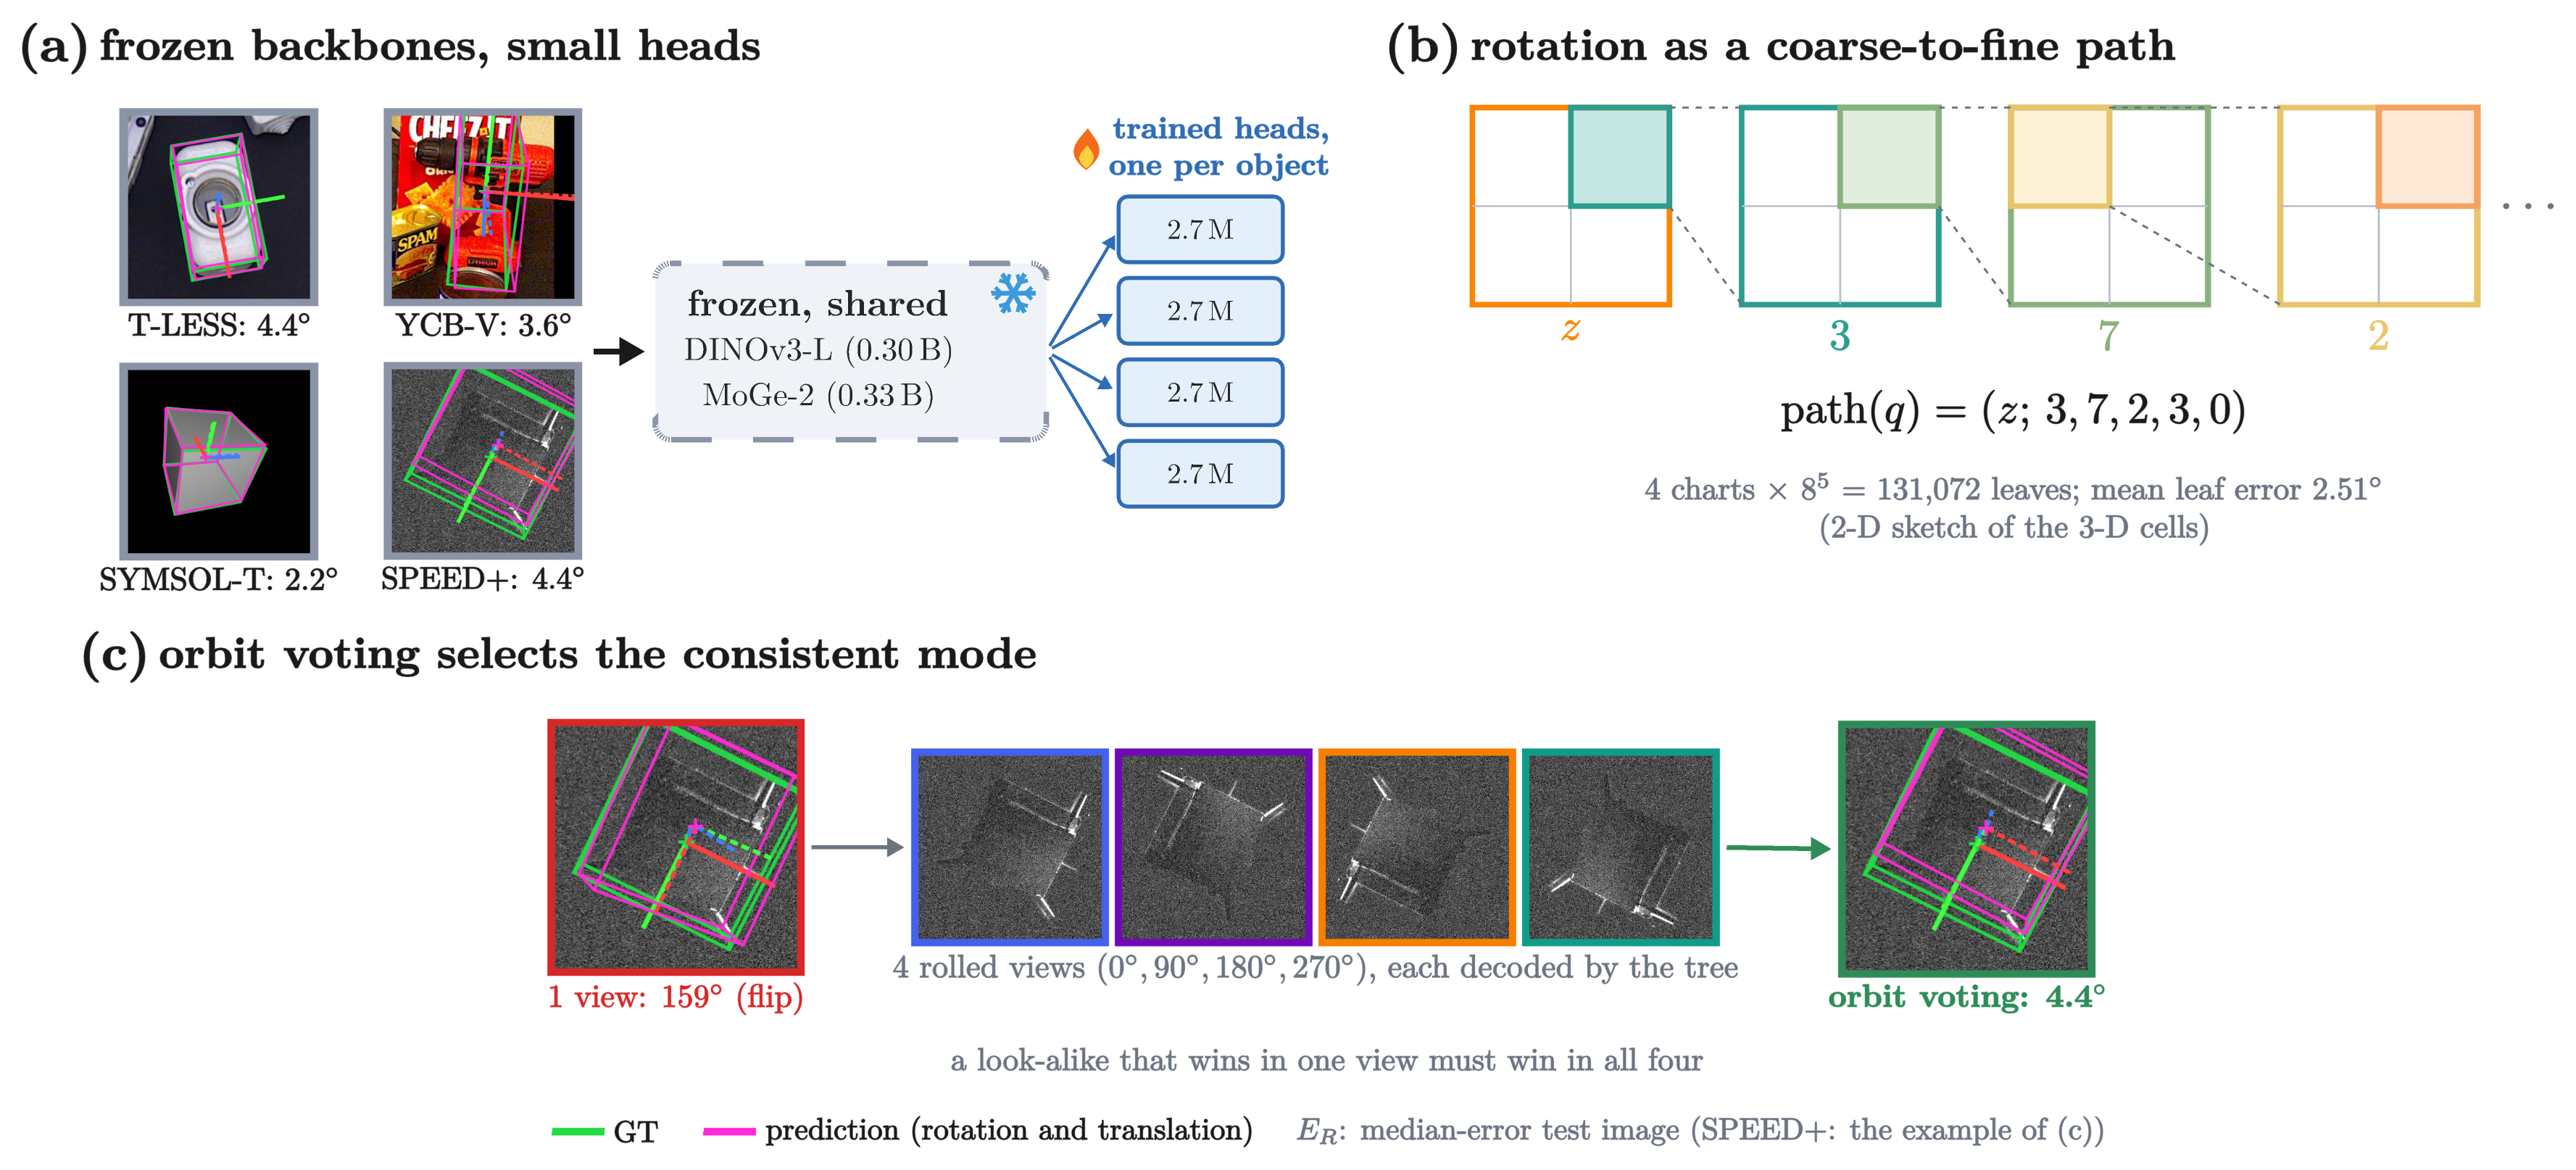 (a) frozen backbones, small heads
T-LESS: 4.4°
CHEEZ-IT
SPAM
YCB-V: 3.6°
SYMSOL-T: 2.2°
SPEED+: 4.4°
frozen, shared
DINOv3-L (0.30 B)
MoGe-2 (0.33 B)
trained heads,
one per object
2.7 M
2.7 M
2.7 M
2.7 M
(b) rotation as a coarse-to-fine path
z
3
7
2
...
path(q) = (z; 3, 7, 2, 3, 0)
4 charts × 8⁵ = 131,072 leaves; mean leaf error 2.51°
(2-D sketch of the 3-D cells)
(c) orbit voting selects the consistent mode
1 view: 159° (flip)
4 rolled views (0°, 90°, 180°, 270°), each decoded by the tree
orbit voting: 4.4°
a look-alike that wins in one view must win in all four
GT
prediction (rotation and translation)
E_R: median-error test image (SPEED+: the example of (c))